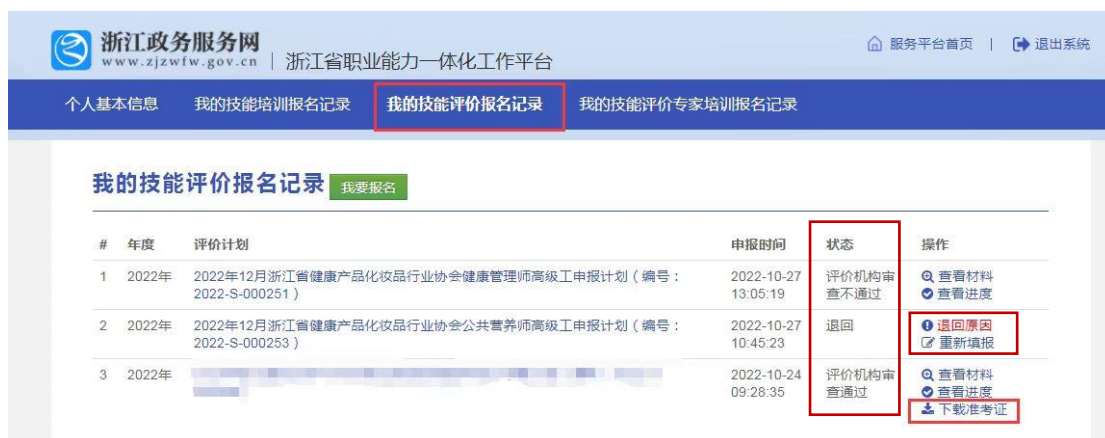 浙江政务服务网
www.zjzwfw.gov.cn | 浙江省职业能力一体化工作平台
服务平台首页 | 退出系统
个人基本信息 我的技能培训报名记录 我的技能评价报名记录 我的技能评价专家培训报名记录
我的技能评价报名记录 我要报名
# 年度 评价计划 申报时间 状态 操作
1 2022年 2022年12月浙江省健康产品化妆品行业协会健康管理师高级工申报计划（编号： 2022-10-27 评价机构审 查看材料
2022-S-000251） 13:05:19 查不通过 查看进度
2 2022年 2022年12月浙江省健康产品化妆品行业协会公共营养师高级工申报计划（编号： 2022-10-27 退回 退回原因
2022-S-000253） 10:45:23 重新填报
3 2022年 2022-10-24 评价机构审 查看材料
09:28:35 查通过 查看进度
下载准考证